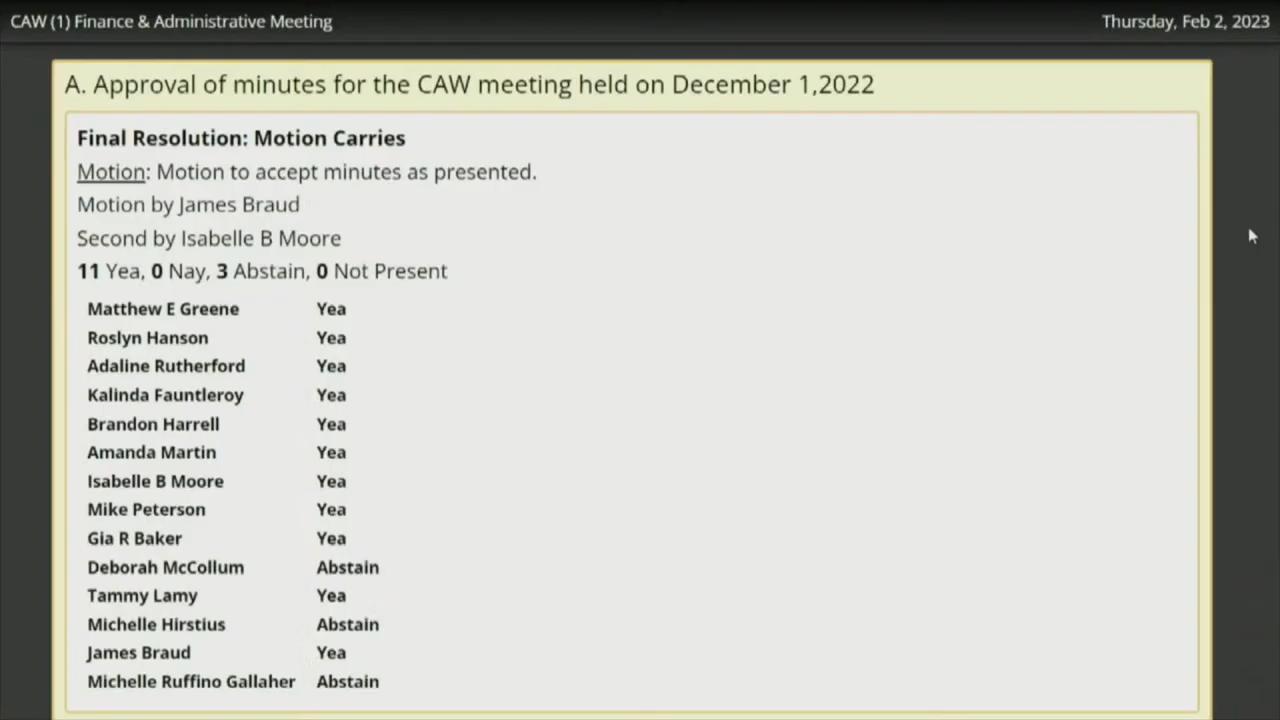 CAW (1) Finance & Administrative Meeting Thursday, Feb 2, 2023
A. Approval of minutes for the CAW meeting held on December 1,2022
Final Resolution: Motion Carries
Motion: Motion to accept minutes as presented.
Motion by James Braud
Second by Isabelle B Moore
11 Yea, 0 Nay, 3 Abstain, 0 Not Present
Matthew E Greene Yea
Roslyn Hanson Yea
Adaline Rutherford Yea
Kalinda Fauntleroy Yea
Brandon Harrell Yea
Amanda Martin Yea
Isabelle B Moore Yea
Mike Peterson Yea
Gia R Baker Yea
Deborah McCollum Abstain
Tammy Lamy Yea
Michelle Hirstius Abstain
James Braud Yea
Michelle Ruffino Gallaher Abstain